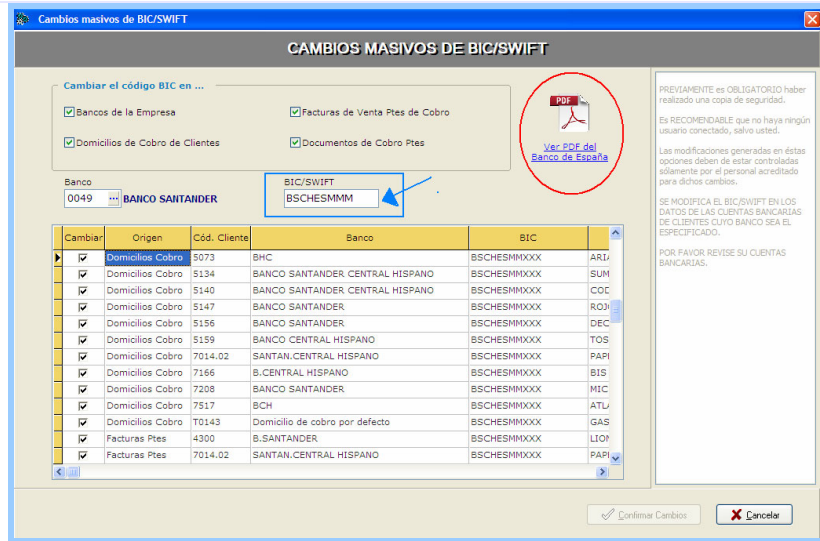 Cambios masivos de BIC/SWIFT
CAMBIOS MASIVOS DE BIC/SWIFT
Cambiar el código BIC en ...
Bancos de la Empresa
Facturas de Venta Ptes de Cobro
Domicilios de Cobro de Clientes
Documentos de Cobro Ptes
PDF
Ver PDF del
Banco de España
Banco
BIC/SWIFT
0049 ... BANCO SANTANDER
BSCHESMMM
Cambiar Origen Cód. Cliente Banco BIC
Domicilios Cobro 5073 BHC BSCHESMMXXX ARIA
Domicilios Cobro 5134 BANCO SANTANDER CENTRAL HISPANO BSCHESMMXXX SUM
Domicilios Cobro 5140 BANCO SANTANDER CENTRAL HISPANO BSCHESMMXXX COD
Domicilios Cobro 5147 BANCO SANTANDER BSCHESMMXXX ROJ
Domicilios Cobro 5156 BANCO SANTANDER BSCHESMMXXX DEC
Domicilios Cobro 5159 BANCO CENTRAL HISPANO BSCHESMMXXX TOS
Domicilios Cobro 7014.02 SANTAN.CENTRAL HISPANO BSCHESMMXXX PAPI
Domicilios Cobro 7166 B.CENTRAL HISPANO BSCHESMMXXX BIS
Domicilios Cobro 7208 BANCO SANTANDER BSCHESMMXXX MIC
Domicilios Cobro 7517 BCH BSCHESMMXXX ATL
Domicilios Cobro T0143 Domicilio de cobro por defecto BSCHESMMXXX GAS
Facturas Ptes 4300 B.SANTANDER BSCHESMMXXX LION
Facturas Ptes 7014.02 SANTAN.CENTRAL HISPANO BSCHESMMXXX PAPI
PREVIAMENTE es OBLIGATORIO haber
realizado una copia de seguridad.
Es RECOMENDABLE que no haya ningún
usuario conectado, salvo usted.
Las modificaciones generadas en éstas
opciones deben de estar controladas
sólamente por el personal acreditado
para dichos cambios.
SE MODIFICA EL BIC/SWIFT EN LOS
DATOS DE LAS CUENTAS BANCARIAS
DE CLIENTES CUYO BANCO SEA EL
ESPECIFICADO.
POR FAVOR REVISE SU CUENTAS
BANCARIAS.
Confirmar Cambios
Cancelar